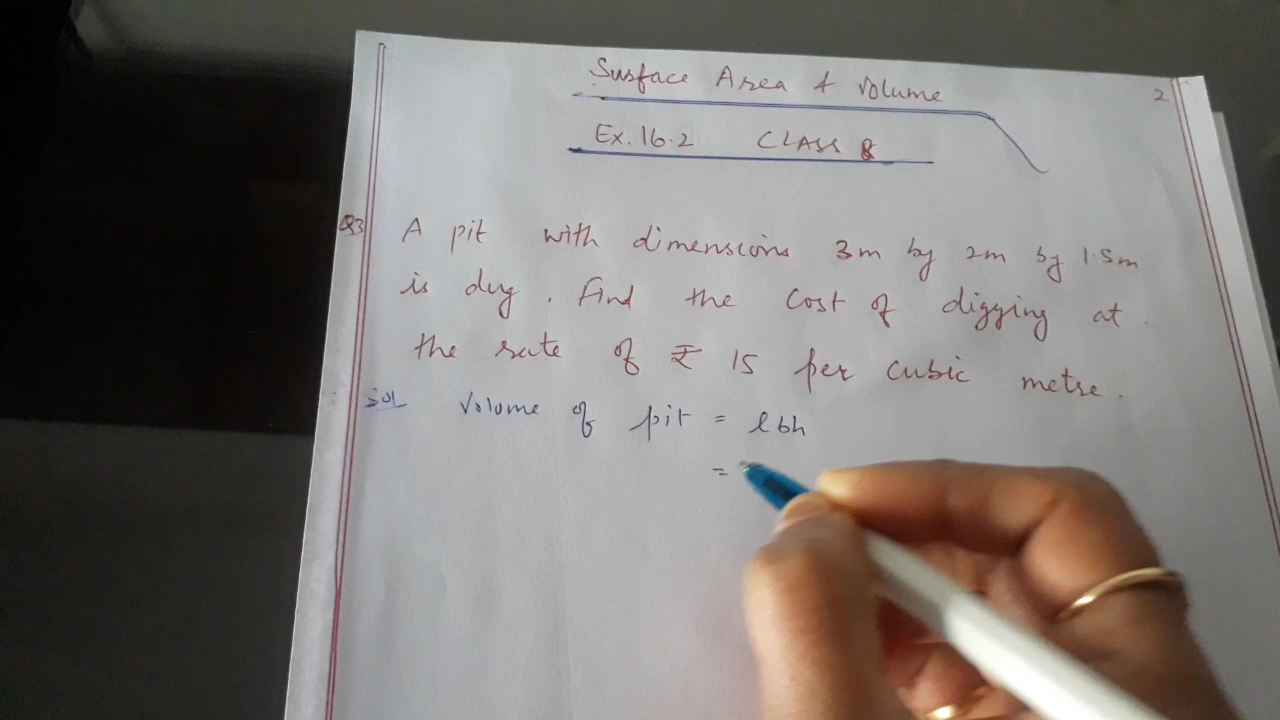 Surface Area & Volume
2
Ex. 16.2 CLASS 8
Q3 A pit with dimensions 3m by 2m by 1.5m
is dug. Find the cost of digging at
the rate of ₹ 15 per cubic metre.
Sol Volume of pit = lbh
=